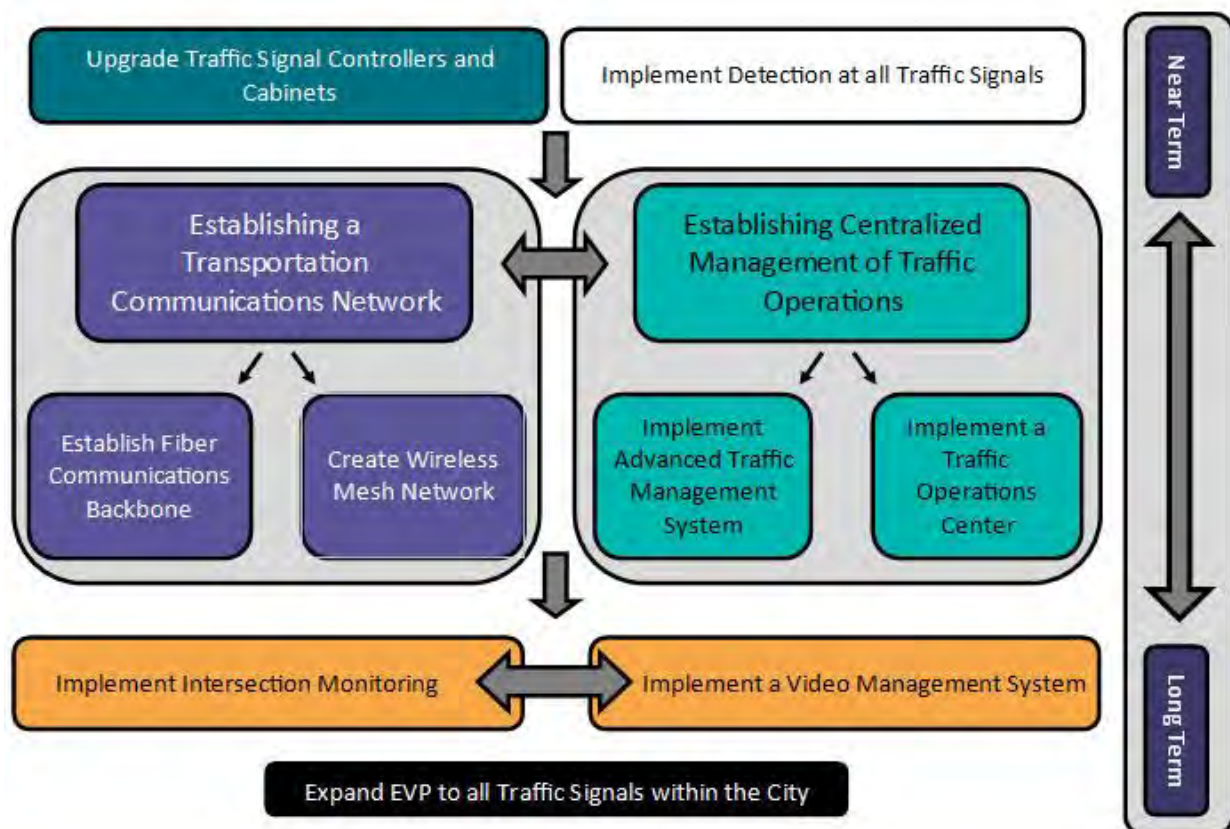 Upgrade Traffic Signal Controllers and
Cabinets
Implement Detection at all Traffic Signals
Near Term
Establishing a
Transportation
Communications Network
Establishing Centralized
Management of Traffic
Operations
Establish Fiber
Communications
Backbone
Create Wireless
Mesh Network
Implement
Advanced Traffic
Management
System
Implement a
Traffic
Operations
Center
Implement Intersection Monitoring
Implement a Video Management System
Long Term
Expand EVP to all Traffic Signals within the City